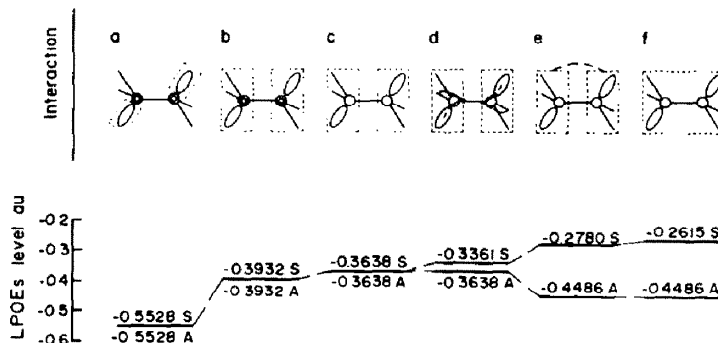 Interaction
a b c d e f
LPOEs level au
-0.2
-0.3
-0.4
-0.5
-0.6
-0.5528 S
-0.5528 A
-0.3932 S
-0.3932 A
-0.3638 S
-0.3638 A
-0.3361 S
-0.3638 A
-0.2780 S
-0.4486 A
-0.2615 S
-0.4486 A